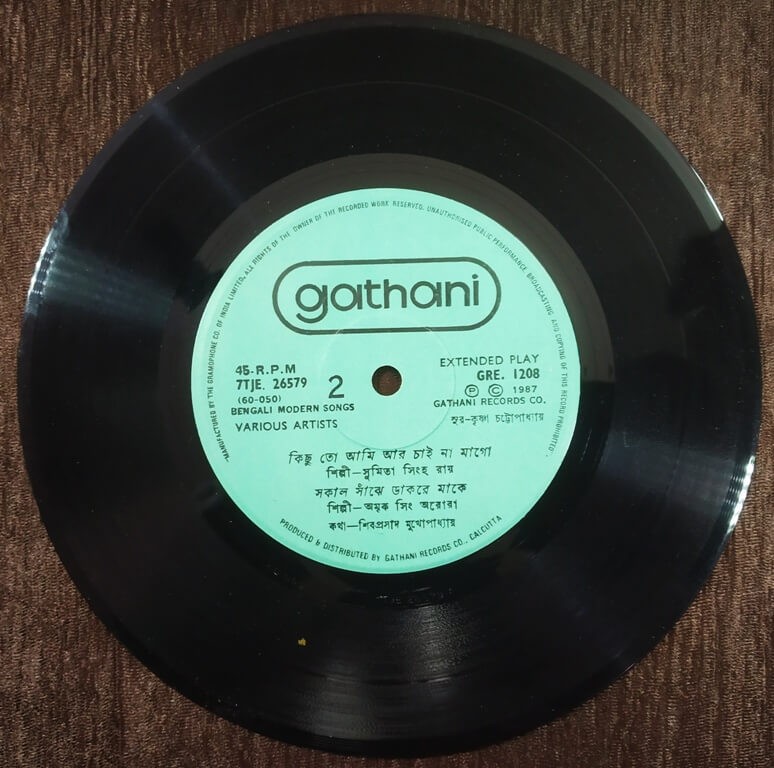 "MANUFACTURED BY THE GRAMOPHONE CO. OF INDIA LIMITED. ALL RIGHTS OF THE OWNER OF THE RECORDED WORK RESERVED. UNAUTHORISED PUBLIC PERFORMANCE BROADCASTING AND COPYING OF THIS RECORD PROHIBITED"
gathani
45-R.P.M
7TJE. 26579
(60-050)
2
BENGALI MODERN SONGS
VARIOUS ARTISTS
EXTENDED PLAY
GRE. 1208
Ⓟ © 1987
GATHANI RECORDS CO.
সুর-কৃষ্ণা চট্টোপাধ্যায়
কিছু তো আমি আর চাই না মাগো
শিল্পী—সুমিতা সিংহ রায়
সকাল সাঁঝে ডাকরে মাকে
শিল্পী—অমৃক সিং অরোরা
কথা—শিবপ্রসাদ মুখোপাধ্যায়
PRODUCED & DISTRIBUTED BY GATHANI RECORDS CO., CALCUTTA